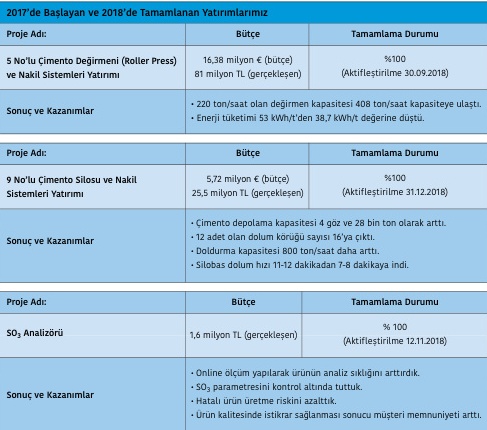 2017'de Başlayan ve 2018'de Tamamlanan Yatırımlarımız
Proje Adı: Bütçe Tamamlama Durumu
5 No'lu Çimento Değirmeni (Roller Press)
ve Nakil Sistemleri Yatırımı
16,38 milyon € (bütçe)
81 milyon TL (gerçekleşen)
%100
(Aktifleştirilme 30.09.2018)
Sonuç ve Kazanımlar
• 220 ton/saat olan değirmen kapasitesi 408 ton/saat kapasiteye ulaştı.
• Enerji tüketimi 53 kWh/t'den 38,7 kWh/t değerine düştü.
Proje Adı: Bütçe Tamamlama Durumu
9 No'lu Çimento Silosu ve Nakil
Sistemleri Yatırımı
5,72 milyon € (bütçe)
25,5 milyon TL (gerçekleşen)
%100
(Aktifleştirilme 31.12.2018)
Sonuç ve Kazanımlar
• Çimento depolama kapasitesi 4 göz ve 28 bin ton olarak arttı.
• 12 adet olan dolum körüğü sayısı 16'ya çıktı.
• Doldurma kapasitesi 800 ton/saat daha arttı.
• Silobas dolum hızı 11-12 dakikadan 7-8 dakikaya indi.
Proje Adı: Bütçe Tamamlama Durumu
SO₃ Analizörü
1,6 milyon TL (gerçekleşen)
% 100
(Aktifleştirilme 12.11.2018)
Sonuç ve Kazanımlar
• Online ölçüm yapılarak ürünün analiz sıklığını arttırdık.
• SO₃ parametresini kontrol altında tuttuk.
• Hatalı ürün üretme riskini azalttık.
• Ürün kalitesinde istikrar sağlanması sonucu müşteri memnuniyeti arttı.